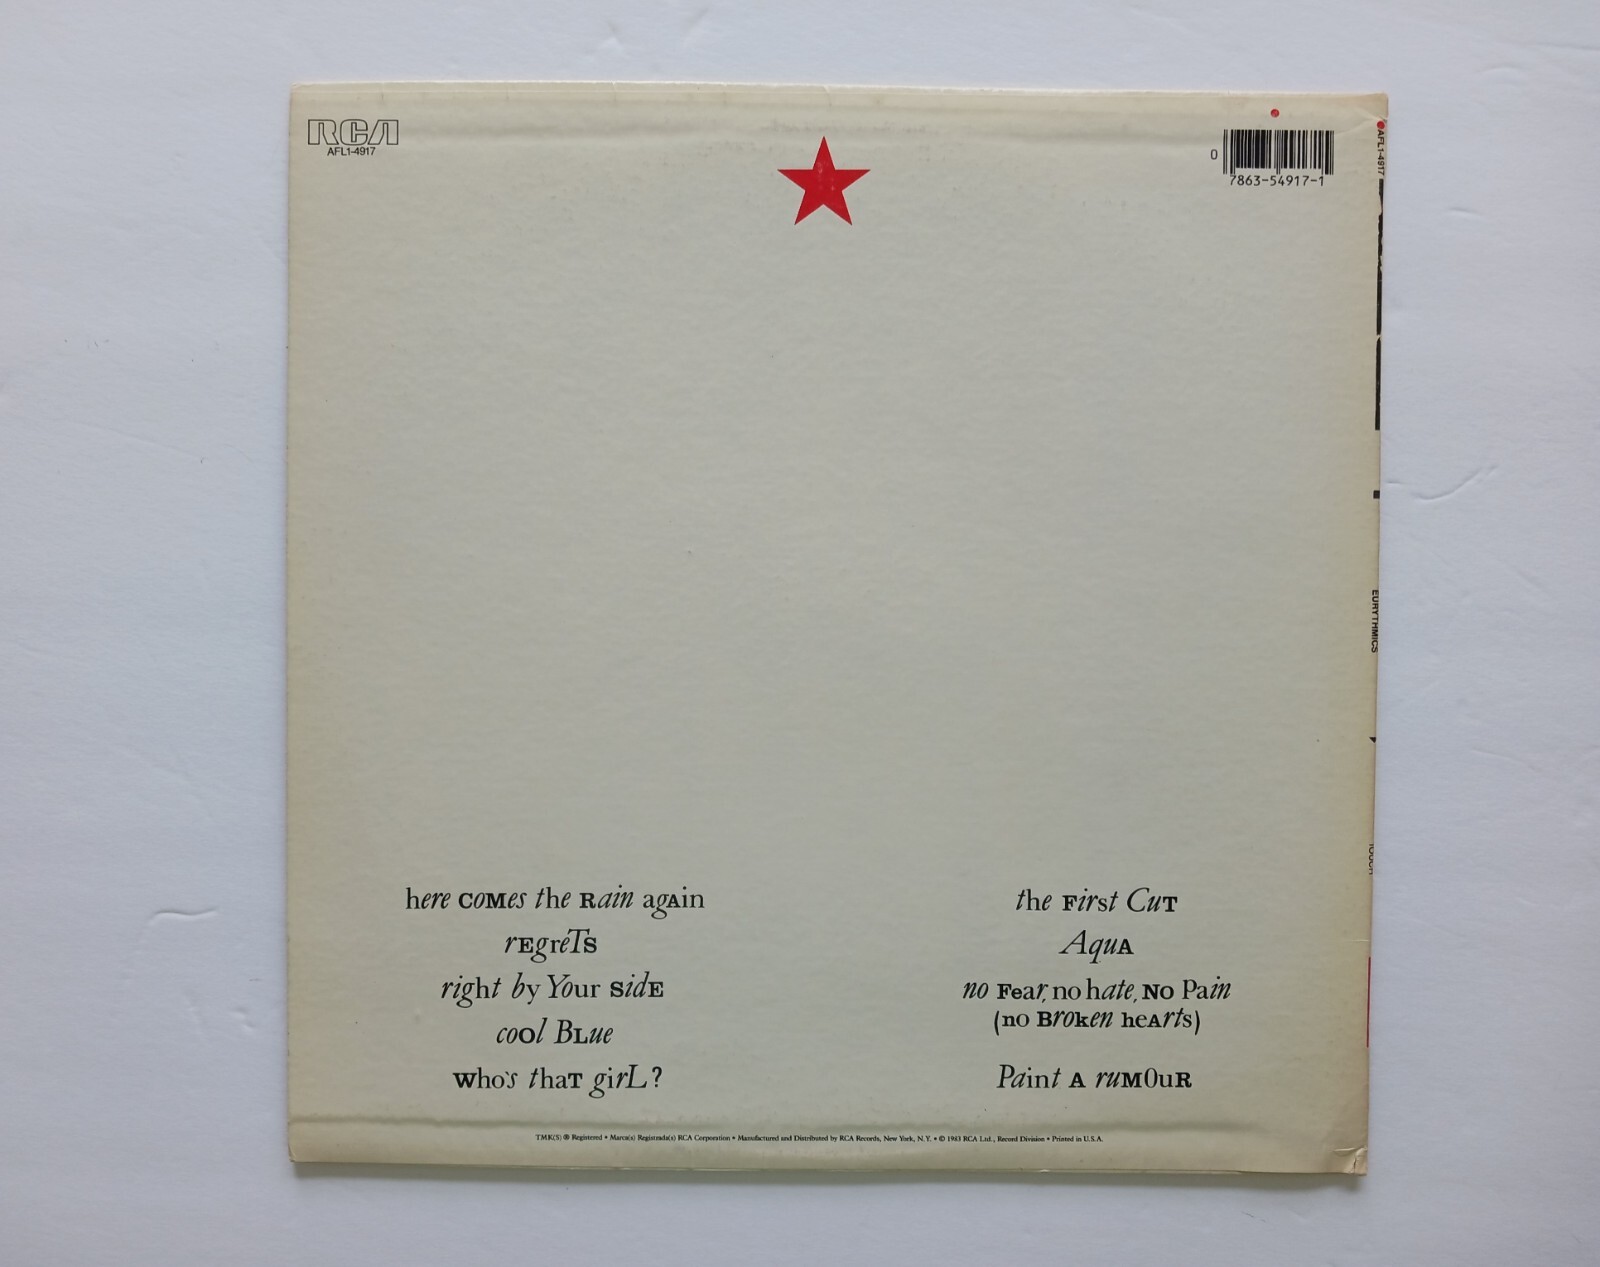 RCA
AFL1-4917
0
7863-54917-1
AFL1-4917
EURYTHMICS
here COMes the Rain agAin
rEgréTS
right by Your SidE
coOl BLue
Who's thaT girL?
the First CuT
AquA
no Fear, no hate, No Pain
(no Broken heArts)
Paint A ruMOuR
TMK(S) ® Registered • Marca(s) Registrada(s) RCA Corporation • Manufactured and Distributed by RCA Records, New York, N.Y. • © 1983 RCA Ltd., Record Division • Printed in U.S.A.